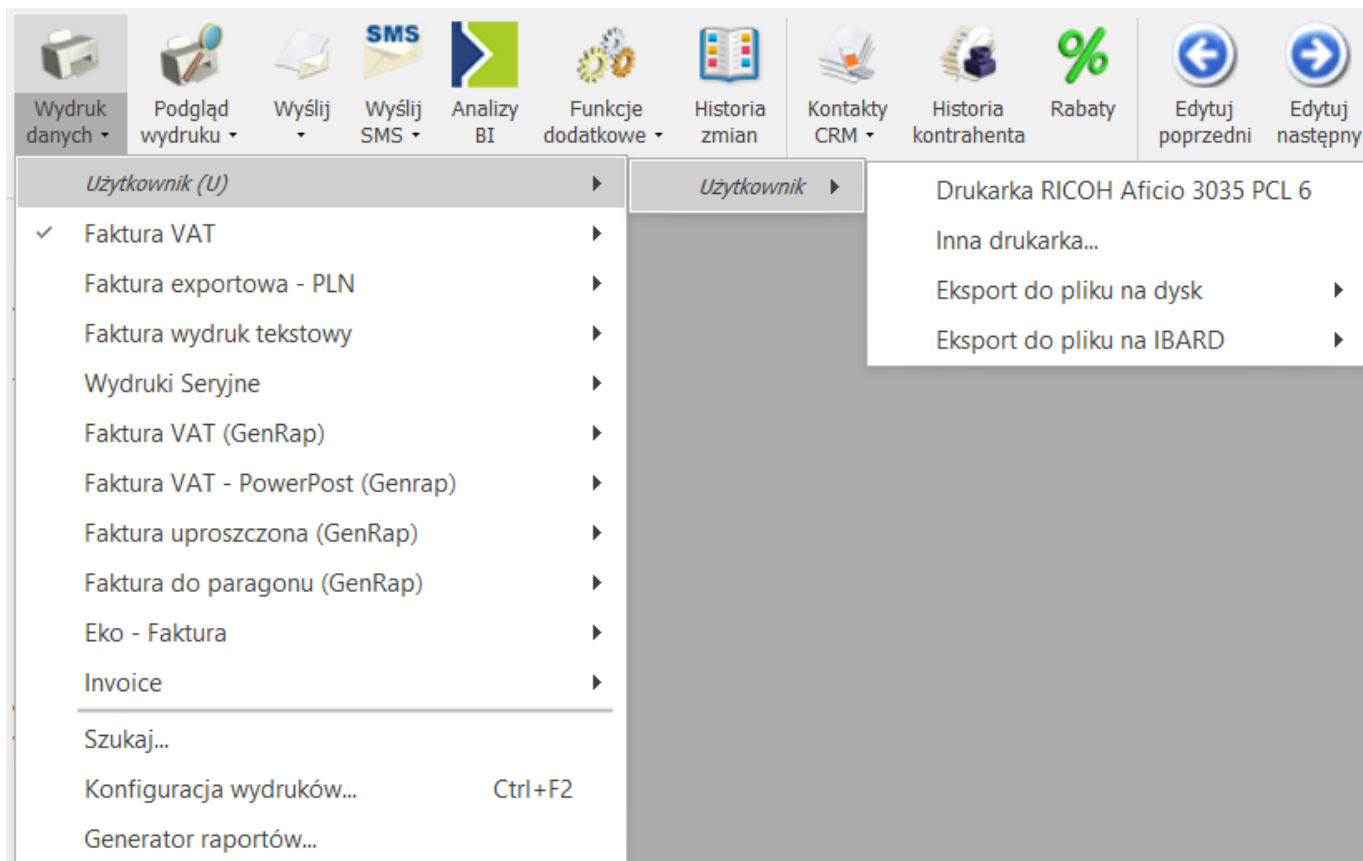 SMS
Wydruk danych
Podgląd wydruku
Wyślij
Wyślij SMS
Analizy BI
Funkcje dodatkowe
Historia zmian
Kontakty CRM
Historia kontrahenta
Rabaty
Edytuj poprzedni
Edytuj następny
Użytkownik (U)
Faktura VAT
Faktura exportowa - PLN
Faktura wydruk tekstowy
Wydruki Seryjne
Faktura VAT (GenRap)
Faktura VAT - PowerPost (Genrap)
Faktura uproszczona (GenRap)
Faktura do paragonu (GenRap)
Eko - Faktura
Invoice
Szukaj...
Konfiguracja wydruków... Ctrl+F2
Generator raportów...
Użytkownik
Drukarka RICOH Aficio 3035 PCL 6
Inna drukarka...
Eksport do pliku na dysk
Eksport do pliku na IBARD